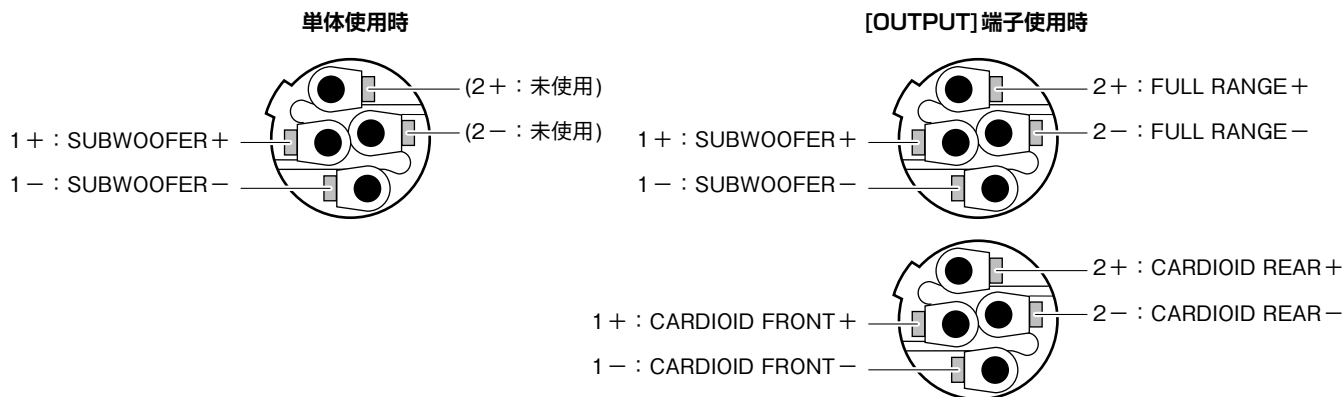 単体使用時
(2＋：未使用)
(2－：未使用)
1＋：SUBWOOFER＋
1－：SUBWOOFER－
[OUTPUT]端子使用時
2＋：FULL RANGE＋
2－：FULL RANGE－
1＋：SUBWOOFER＋
1－：SUBWOOFER－
2＋：CARDIOID REAR＋
2－：CARDIOID REAR－
1＋：CARDIOID FRONT＋
1－：CARDIOID FRONT－